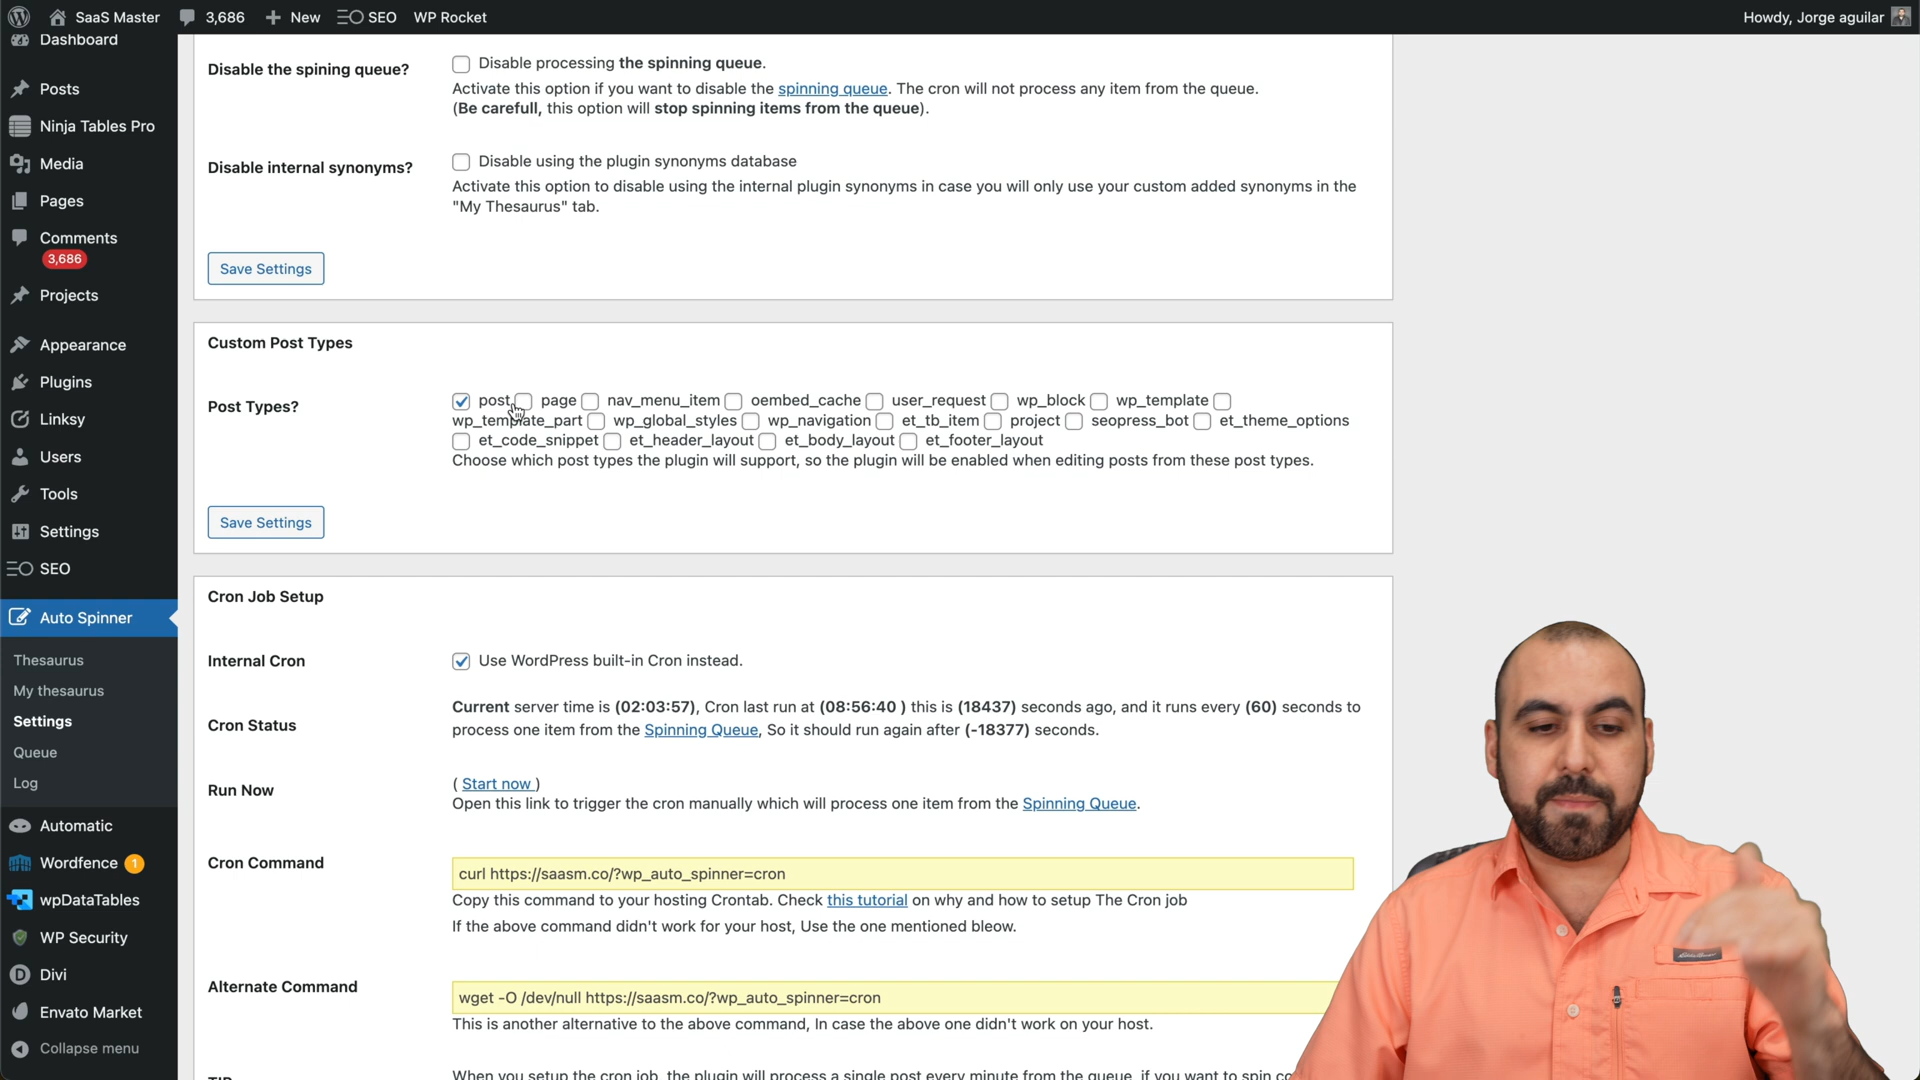 SaaS Master 3,686 New SEO WP Rocket Howdy, Jorge aguilar
Dashboard
Posts
Ninja Tables Pro
Media
Pages
Comments
3,686
Projects
Appearance
Plugins
Linksy
Users
Tools
Settings
SEO
Auto Spinner
Thesaurus
My thesaurus
Settings
Queue
Log
Automatic
Wordfence 1
wpDataTables
WP Security
Divi
Envato Market
Collapse menu
Disable the spining queue?
Disable processing the spinning queue.
Activate this option if you want to disable the spinning queue. The cron will not process any item from the queue.
(Be carefull, this option will stop spinning items from the queue).
Disable internal synonyms?
Disable using the plugin synonyms database
Activate this option to disable using the internal plugin synonyms in case you will only use your custom added synonyms in the
"My Thesaurus" tab.
Save Settings
Custom Post Types
Post Types?
post page nav_menu_item oembed_cache user_request wp_block wp_template
wp_template_part wp_global_styles wp_navigation et_tb_item project seopress_bot et_theme_options
et_code_snippet et_header_layout et_body_layout et_footer_layout
Choose which post types the plugin will support, so the plugin will be enabled when editing posts from these post types.
Save Settings
Cron Job Setup
Internal Cron
Use WordPress built-in Cron instead.
Cron Status
Current server time is (02:03:57), Cron last run at (08:56:40 ) this is (18437) seconds ago, and it runs every (60) seconds to
process one item from the Spinning Queue, So it should run again after (-18377) seconds.
Run Now
( Start now )
Open this link to trigger the cron manually which will process one item from the Spinning Queue.
Cron Command
curl https://saasm.co/?wp_auto_spinner=cron
Copy this command to your hosting Crontab. Check this tutorial on why and how to setup The Cron job
If the above command didn't work for your host, Use the one mentioned bleow.
Alternate Command
wget -O /dev/null https://saasm.co/?wp_auto_spinner=cron
This is another alternative to the above command, In case the above one didn't work on your host.
When you setup the cron job, the plugin will process a single post every minute from the queue, if you want to spin